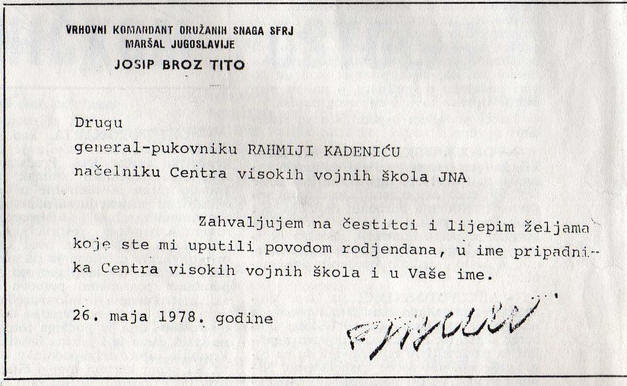 VRHOVNI KOMANDANT ORUŽANIH SNAGA SFRJ
MARŠAL JUGOSLAVIJE
JOSIP BROZ TITO
Drugu
general-pukovniku RAHMIJI KADENIĆU
načelniku Centra visokih vojnih škola JNA
Zahvaljujem na čestitci i lijepim željama
koje ste mi uputili povodom rodjendana, u ime pripadni-
ka Centra visokih vojnih škola i u Vaše ime.
26. maja 1978. godine